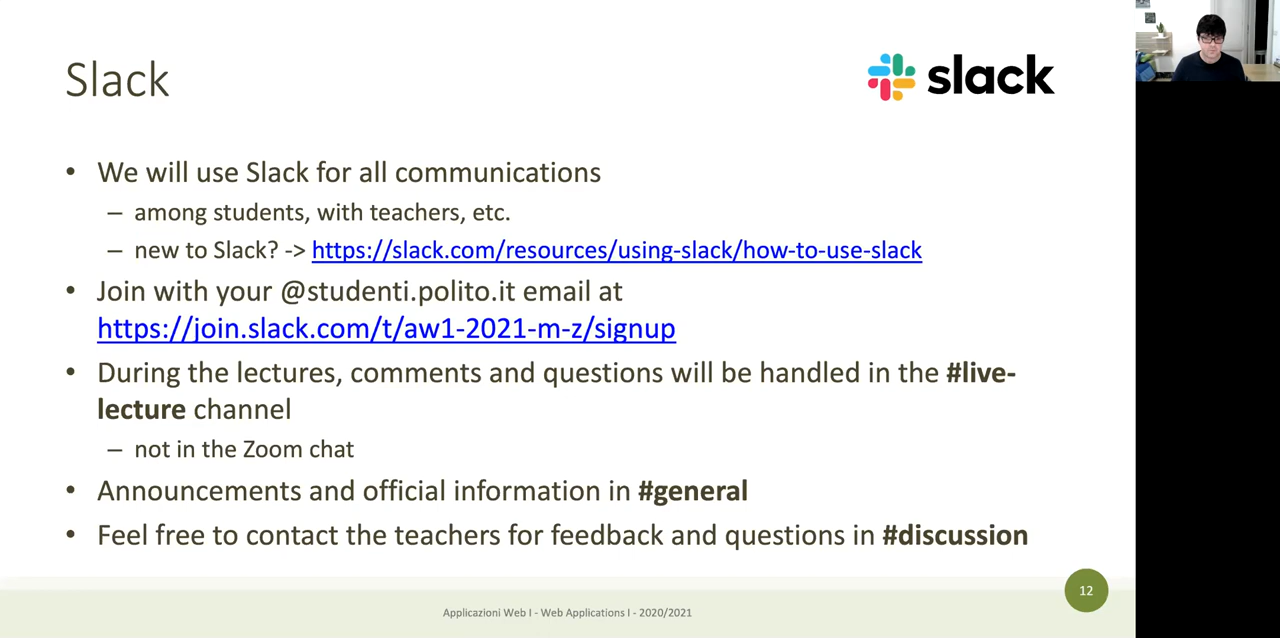 Slack
slack
• We will use Slack for all communications
– among students, with teachers, etc.
– new to Slack? -> https://slack.com/resources/using-slack/how-to-use-slack
• Join with your @studenti.polito.it email at
https://join.slack.com/t/aw1-2021-m-z/signup
• During the lectures, comments and questions will be handled in the #live-
lecture channel
– not in the Zoom chat
• Announcements and official information in #general
• Feel free to contact the teachers for feedback and questions in #discussion
12
Applicazioni Web I - Web Applications I - 2020/2021